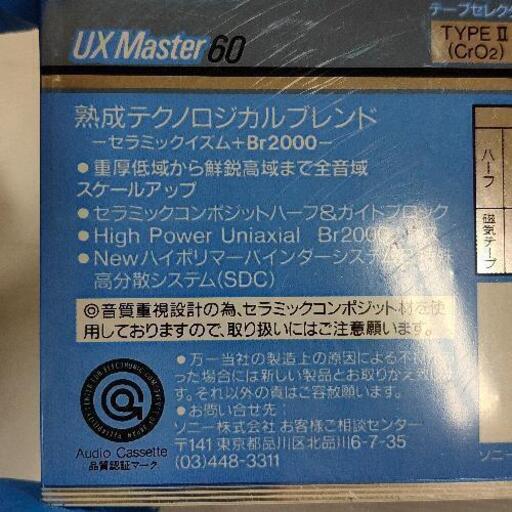 UX Master 60
テープセレクタ
TYPE II
(CrO2)
熟成テクノロジカルブレンド
−セラミックイズム+Br2000−
●重厚低域から鮮鋭高域まで全音域
スケールアップ
●セラミックコンポジットハーフ&ガイドブロック
●High Power Uniaxial Br2000
●Newハイポリマーバインダーシステム
高分散システム(SDC)
◎音質重視設計の為、セラミックコンポジット材を使
用しておりますので、取り扱いにはご注意願います。
●万一当社の製造上の原因による不
った場合には新しい製品とお取りかえ致
す。それ以外の責はご容赦願います。
●お問い合せ先：
ソニー株式会社 お客様ご相談センター
〒141 東京都品川区北品川6-7-35
(03)448-3311
Audio Cassette
品質認証マーク
ハーフ
磁気テープ
ソニー